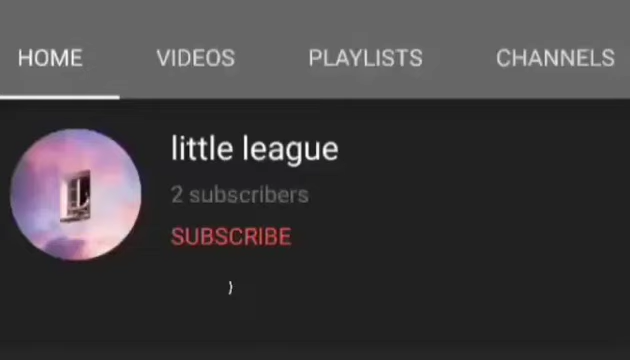 HOME VIDEOS PLAYLISTS CHANNELS
little league
2 subscribers
SUBSCRIBE
}